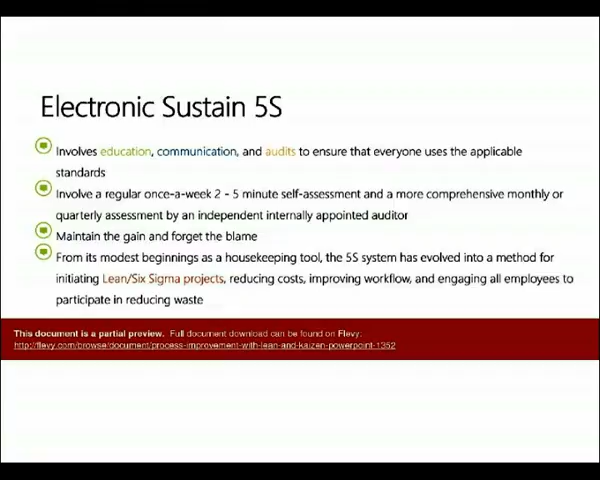 Electronic Sustain 5S
Involves education, communication, and audits to ensure that everyone uses the applicable
standards
Involve a regular once-a-week 2 - 5 minute self-assessment and a more comprehensive monthly or
quarterly assessment by an independent internally appointed auditor
Maintain the gain and forget the blame
From its modest beginnings as a housekeeping tool, the 5S system has evolved into a method for
initiating Lean/Six Sigma projects, reducing costs, improving workflow, and engaging all employees to
participate in reducing waste
This document is a partial preview. Full document download can be found on Flevy:
http://flevy.com/browse/document/process-improvement-with-lean-and-kaizen-powerpoint-1352